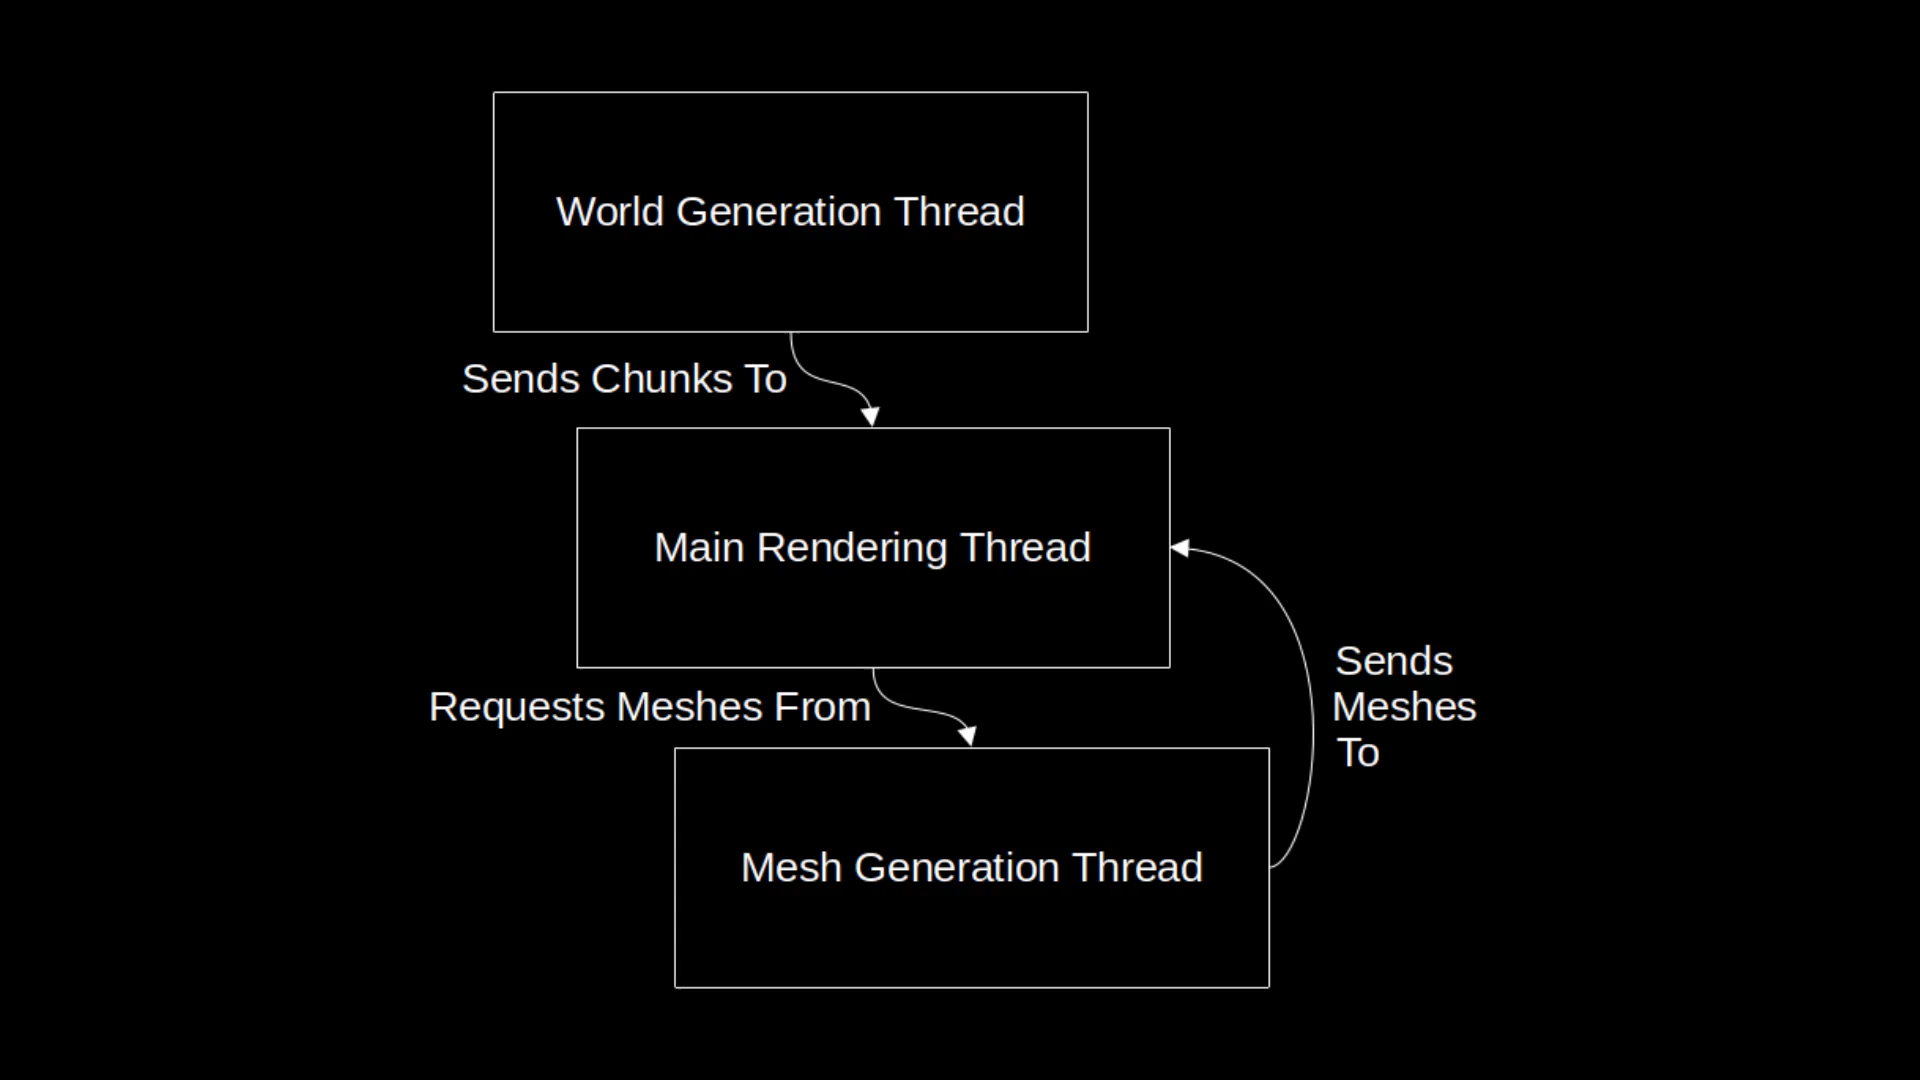 World Generation Thread
Sends Chunks To
Main Rendering Thread
Requests Meshes From
Sends
Meshes
To
Mesh Generation Thread